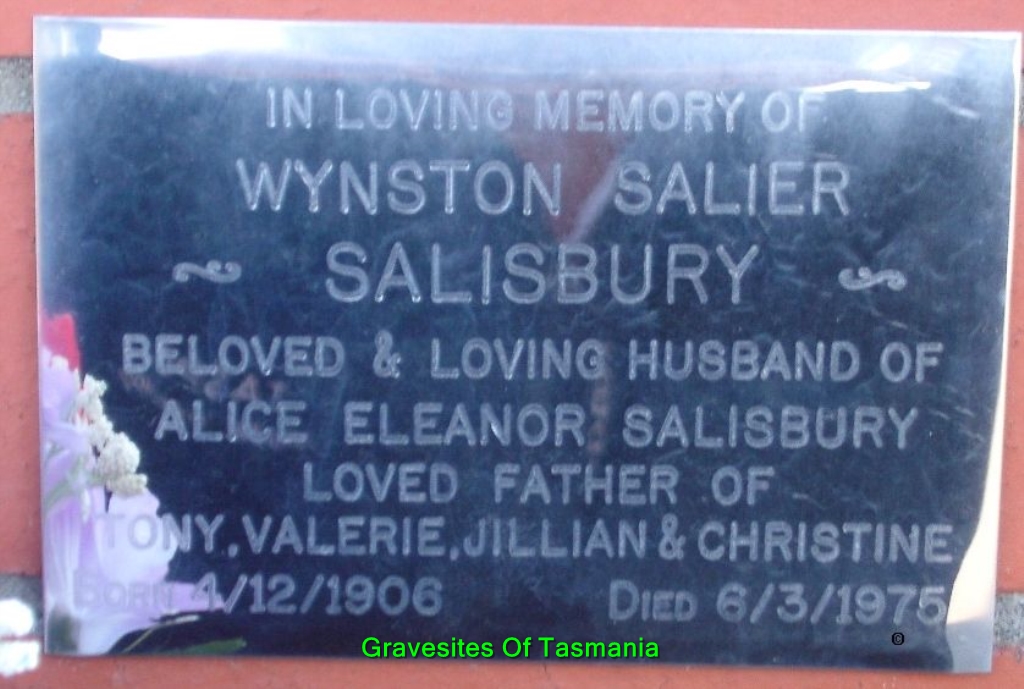 IN LOVING MEMORY OF
WYNSTON SALIER
SALISBURY
BELOVED & LOVING HUSBAND OF
ALICE ELEANOR SALISBURY
LOVED FATHER OF
TONY, VALERIE, JILLIAN & CHRISTINE
BORN 4/12/1906 DIED 6/3/1975
©
Gravesites Of Tasmania